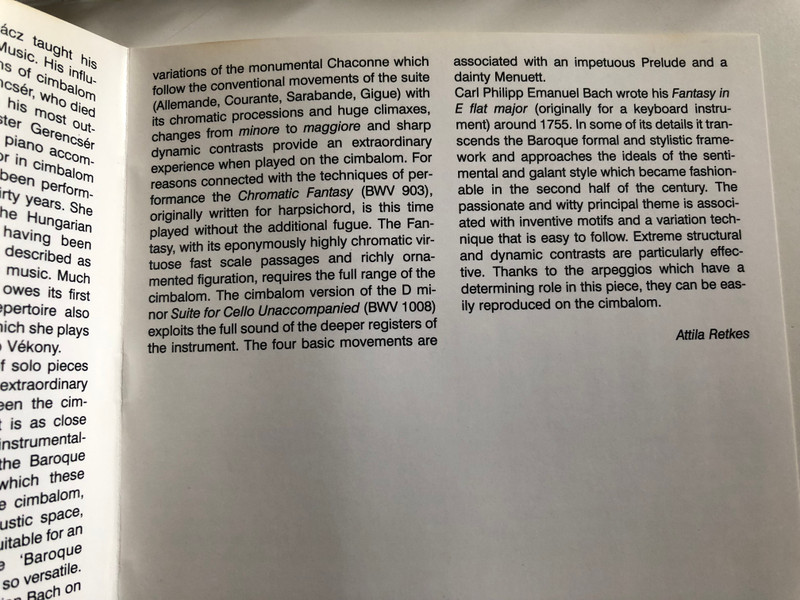 ácz taught his
Music. His influ-
ns of cimbalom
ncsér, who died
his most out-
ster Gerencsér
piano accom-
or in cimbalom
been perform-
irty years. She
he Hungarian
having been
described as
music. Much
owes its first
epertoire also
hich she plays
Vékony.
f solo pieces
extraordinary
een the cim-
t is as close
instrumental-
the Baroque
which these
e cimbalom,
ustic space,
uitable for an
e 'Baroque
so versatile.
Bach on
variations of the monumental Chaconne which
follow the conventional movements of the suite
(Allemande, Courante, Sarabande, Gigue) with
its chromatic processions and huge climaxes,
changes from minore to maggiore and sharp
dynamic contrasts provide an extraordinary
experience when played on the cimbalom. For
reasons connected with the techniques of per-
formance the Chromatic Fantasy (BWV 903),
originally written for harpsichord, is this time
played without the additional fugue. The Fan-
tasy, with its eponymously highly chromatic vir-
tuose fast scale passages and richly orna-
mented figuration, requires the full range of the
cimbalom. The cimbalom version of the D mi-
nor Suite for Cello Unaccompanied (BWV 1008)
exploits the full sound of the deeper registers of
the instrument. The four basic movements are
associated with an impetuous Prelude and a
dainty Menuett.
Carl Philipp Emanuel Bach wrote his Fantasy in
E flat major (originally for a keyboard instru-
ment) around 1755. In some of its details it tran-
scends the Baroque formal and stylistic frame-
work and approaches the ideals of the senti-
mental and galant style which became fashion-
able in the second half of the century. The
passionate and witty principal theme is associ-
ated with inventive motifs and a variation tech-
nique that is easy to follow. Extreme structural
and dynamic contrasts are particularly effec-
tive. Thanks to the arpeggios which have a
determining role in this piece, they can be eas-
ily reproduced on the cimbalom.
Attila Retkes